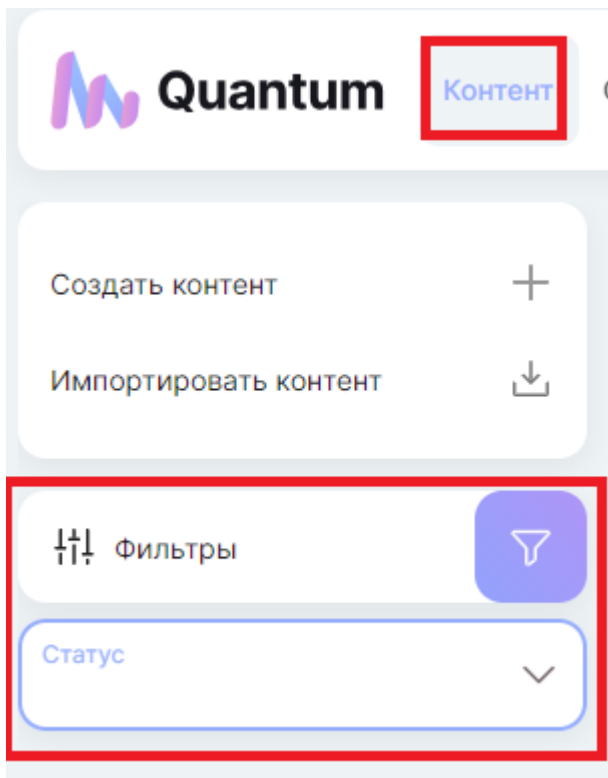 Quantum
Контент
Создать контент
Импортировать контент
Фильтры
Статус